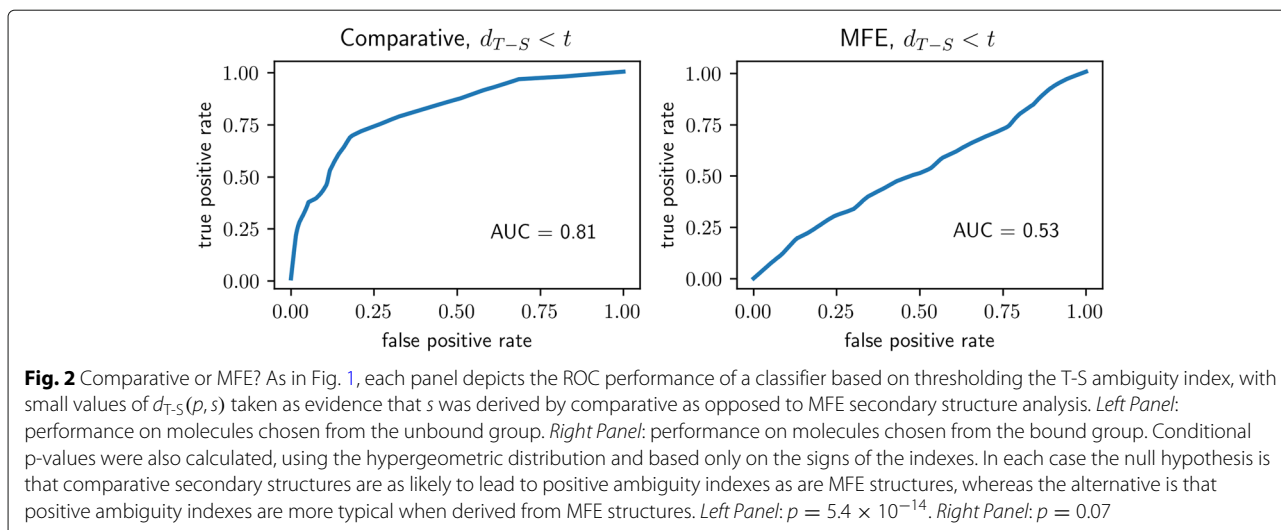 Comparative, d_{T−S} < t
1.00
0.75
0.50
0.25
0.00
true positive rate
AUC = 0.81
0.00 0.25 0.50 0.75 1.00
false positive rate
MFE, d_{T−S} < t
1.00
0.75
0.50
0.25
0.00
true positive rate
AUC = 0.53
0.00 0.25 0.50 0.75 1.00
false positive rate
Fig. 2 Comparative or MFE? As in Fig. 1, each panel depicts the ROC performance of a classifier based on thresholding the T-S ambiguity index, with
small values of d_{T-S}(p, s) taken as evidence that s was derived by comparative as opposed to MFE secondary structure analysis. Left Panel:
performance on molecules chosen from the unbound group. Right Panel: performance on molecules chosen from the bound group. Conditional
p-values were also calculated, using the hypergeometric distribution and based only on the signs of the indexes. In each case the null hypothesis is
that comparative secondary structures are as likely to lead to positive ambiguity indexes as are MFE structures, whereas the alternative is that
positive ambiguity indexes are more typical when derived from MFE structures. Left Panel: p = 5.4 × 10⁻¹⁴. Right Panel: p = 0.07